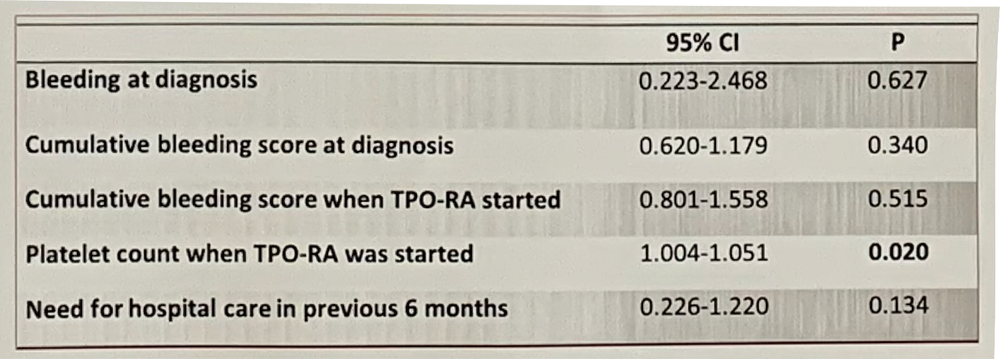 95% CI P
Bleeding at diagnosis 0.223-2.468 0.627
Cumulative bleeding score at diagnosis 0.620-1.179 0.340
Cumulative bleeding score when TPO-RA started 0.801-1.558 0.515
Platelet count when TPO-RA was started 1.004-1.051 0.020
Need for hospital care in previous 6 months 0.226-1.220 0.134